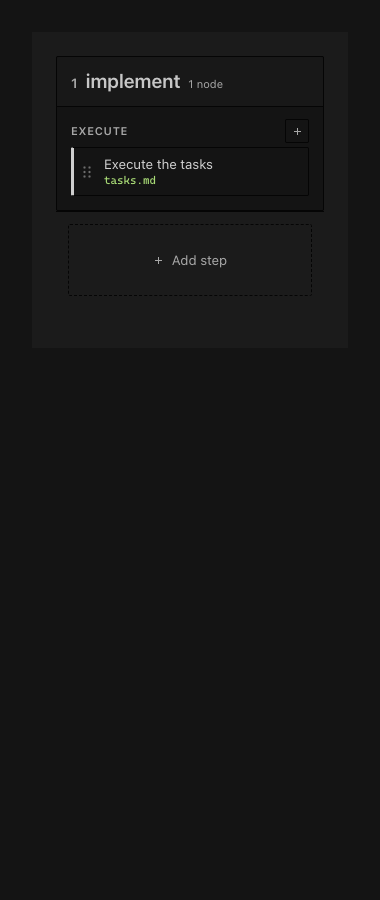 1 implement 1 node
EXECUTE +
Execute the tasks
tasks.md
+ Add step